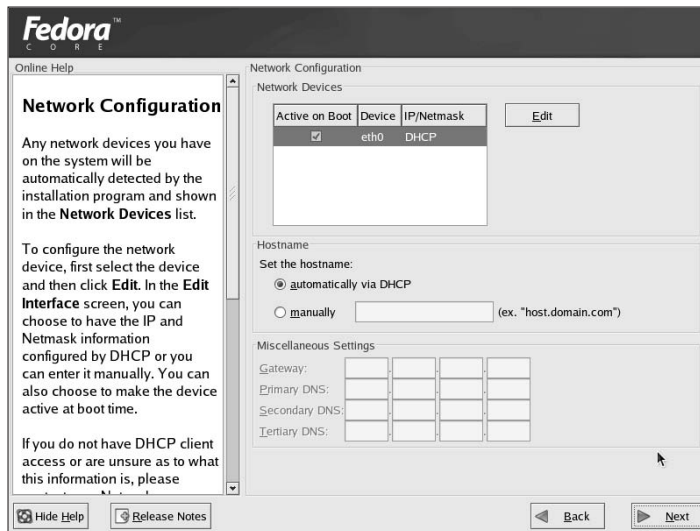 Fedora™
CORE
Online Help
Network Configuration
Any network devices you have
on the system will be
automatically detected by the
installation program and shown
in the Network Devices list.
To configure the network
device, first select the device
and then click Edit. In the Edit
Interface screen, you can
choose to have the IP and
Netmask information
configured by DHCP or you
can enter it manually. You can
also choose to make the device
active at boot time.
If you do not have DHCP client
access or are unsure as to what
this information is, please
Network Configuration
Network Devices
Active on Boot Device IP/Netmask
eth0 DHCP
Edit
Hostname
Set the hostname:
automatically via DHCP
manually (ex. "host.domain.com")
Miscellaneous Settings
Gateway:
Primary DNS:
Secondary DNS:
Tertiary DNS:
Hide Help
Release Notes
Back
Next